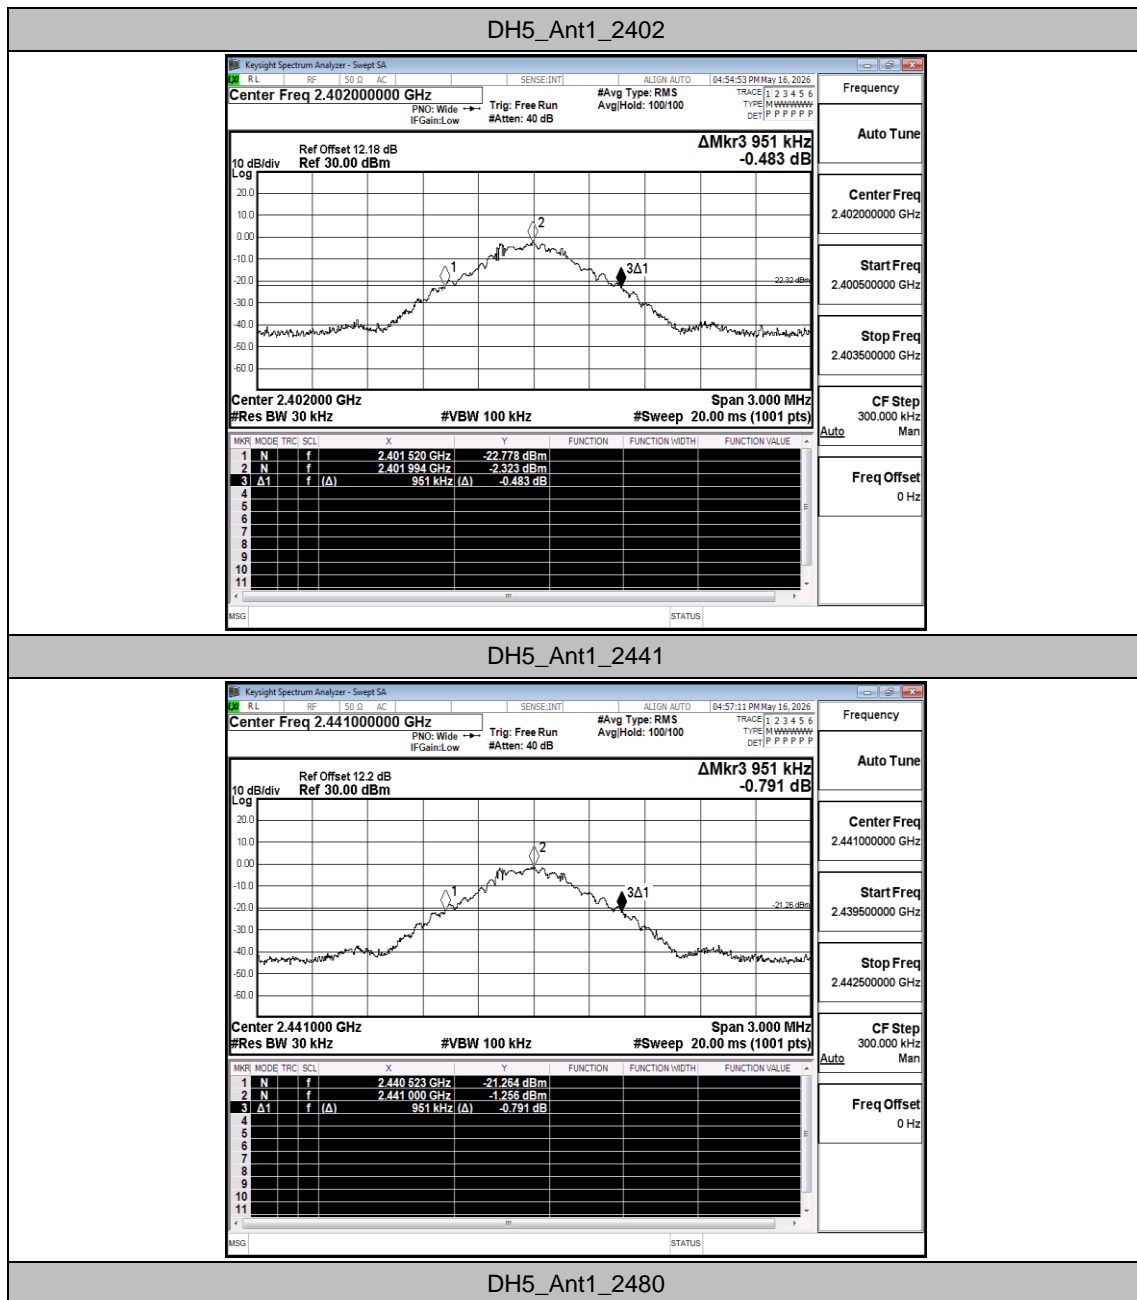 DH5_Ant1_2402
Keysight Spectrum Analyzer - Swept SA
RL RF 50 Ω AC SENSE:INT ALIGN AUTO 04:54:53 PM May 16, 2026
Center Freq 2.402000000 GHz
PNO: Wide
IFGain:Low
Trig: Free Run
#Atten: 40 dB
#Avg Type: RMS
Avg|Hold: 100/100
TRACE 1 2 3 4 5 6
TYPE M W W W W W
DET P P P P P P
Ref Offset 12.18 dB
10 dB/div Ref 30.00 dBm
Log
ΔMkr3 951 kHz
-0.483 dB
20.0
10.0
0.00
-10.0
-20.0
-30.0
-40.0
-50.0
-60.0
1
2
3Δ1
-22.32 dBm
Center 2.402000 GHz Span 3.000 MHz
#Res BW 30 kHz #VBW 100 kHz #Sweep 20.00 ms (1001 pts)
MKR MODE TRC SCL X Y FUNCTION FUNCTION WIDTH FUNCTION VALUE
1 N f 2.401 520 GHz -22.778 dBm
2 N f 2.401 994 GHz -2.323 dBm
3 Δ1 f (Δ) 951 kHz (Δ) -0.483 dB
4
5
6
7
8
9
10
11
MSG STATUS
Frequency
Auto Tune
Center Freq
2.402000000 GHz
Start Freq
2.400500000 GHz
Stop Freq
2.403500000 GHz
CF Step
300.000 kHz
Auto Man
Freq Offset
0 Hz
DH5_Ant1_2441
Keysight Spectrum Analyzer - Swept SA
RL RF 50 Ω AC SENSE:INT ALIGN AUTO 04:57:11 PM May 16, 2026
Center Freq 2.441000000 GHz
PNO: Wide
IFGain:Low
Trig: Free Run
#Atten: 40 dB
#Avg Type: RMS
Avg|Hold: 100/100
TRACE 1 2 3 4 5 6
TYPE M W W W W W
DET P P P P P P
Ref Offset 12.2 dB
10 dB/div Ref 30.00 dBm
Log
ΔMkr3 951 kHz
-0.791 dB
20.0
10.0
0.00
-10.0
-20.0
-30.0
-40.0
-50.0
-60.0
1
2
3Δ1
-21.26 dBm
Center 2.441000 GHz Span 3.000 MHz
#Res BW 30 kHz #VBW 100 kHz #Sweep 20.00 ms (1001 pts)
MKR MODE TRC SCL X Y FUNCTION FUNCTION WIDTH FUNCTION VALUE
1 N f 2.440 523 GHz -21.264 dBm
2 N f 2.441 000 GHz -1.256 dBm
3 Δ1 f (Δ) 951 kHz (Δ) -0.791 dB
4
5
6
7
8
9
10
11
MSG STATUS
Frequency
Auto Tune
Center Freq
2.441000000 GHz
Start Freq
2.439500000 GHz
Stop Freq
2.442500000 GHz
CF Step
300.000 kHz
Auto Man
Freq Offset
0 Hz
DH5_Ant1_2480